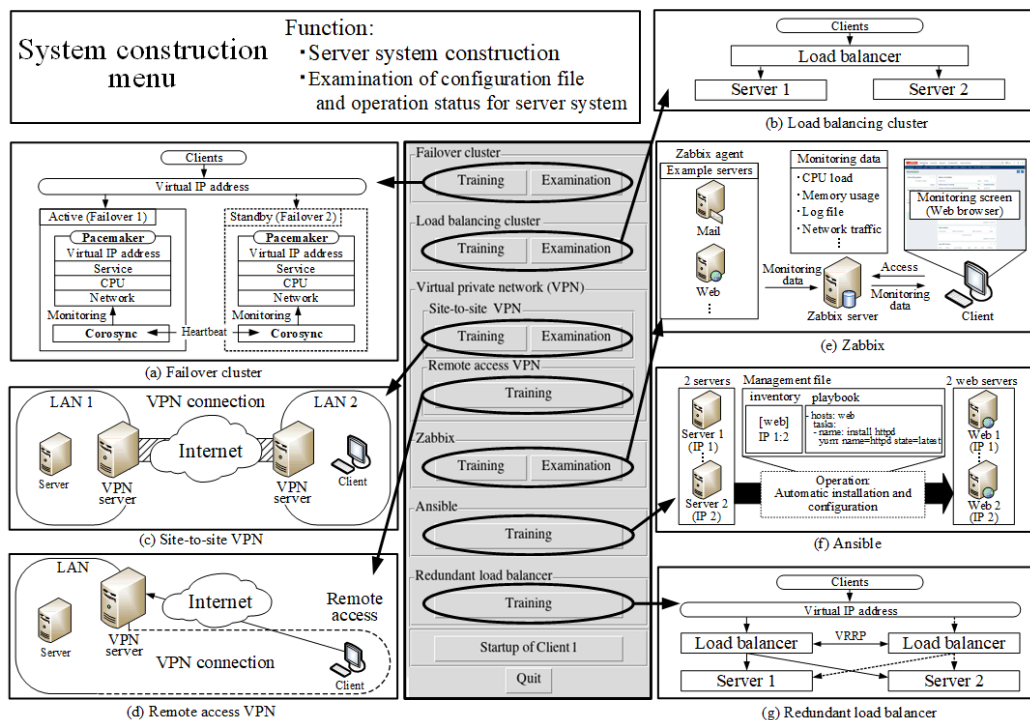 System construction
menu
Function:
・Server system construction
・Examination of configuration file
and operation status for server system
Clients
Load balancer
Server 1
Server 2
(b) Load balancing cluster
Clients
Virtual IP address
Active (Failover 1)
Standby (Failover 2)
Pacemaker
Virtual IP address
Service
CPU
Network
Monitoring
Corosync
Heartbeat
Pacemaker
Virtual IP address
Service
CPU
Network
Monitoring
Corosync
(a) Failover cluster
Failover cluster
Training
Examination
Load balancing cluster
Training
Examination
Virtual private network (VPN)
Site-to-site VPN
Training
Examination
Remote access VPN
Training
Zabbix
Training
Examination
Ansible
Training
Redundant load balancer
Training
Startup of Client1
Quit
Zabbix agent
Example servers
Mail
Web
⋮
Monitoring data
・CPU load
・Memory usage
・Log file
・Network traffic
⋮
Monitoring screen
(Web browser)
Monitoring
data
Zabbix server
Access
Monitoring
data
Client
(e) Zabbix
LAN 1
VPN connection
LAN 2
Internet
Server
VPN
server
VPN
server
Client
(c) Site-to-site VPN
2 servers
Server 1
(IP 1)
Server 2
(IP 2)
Management file
inventory
[web]
IP 1:2
playbook
- hosts: web
tasks:
- name: install httpd
yum name=httpd state=latest
Operation:
Automatic installation and
configuration
2 web servers
Web 1
(IP 1)
Web 2
(IP 2)
(f) Ansible
LAN
Internet
Remote
access
Server
VPN
server
VPN connection
Client
(d) Remote access VPN
Clients
Virtual IP address
Load balancer
VRRP
Load balancer
Server 1
Server 2
(g) Redundant load balancer